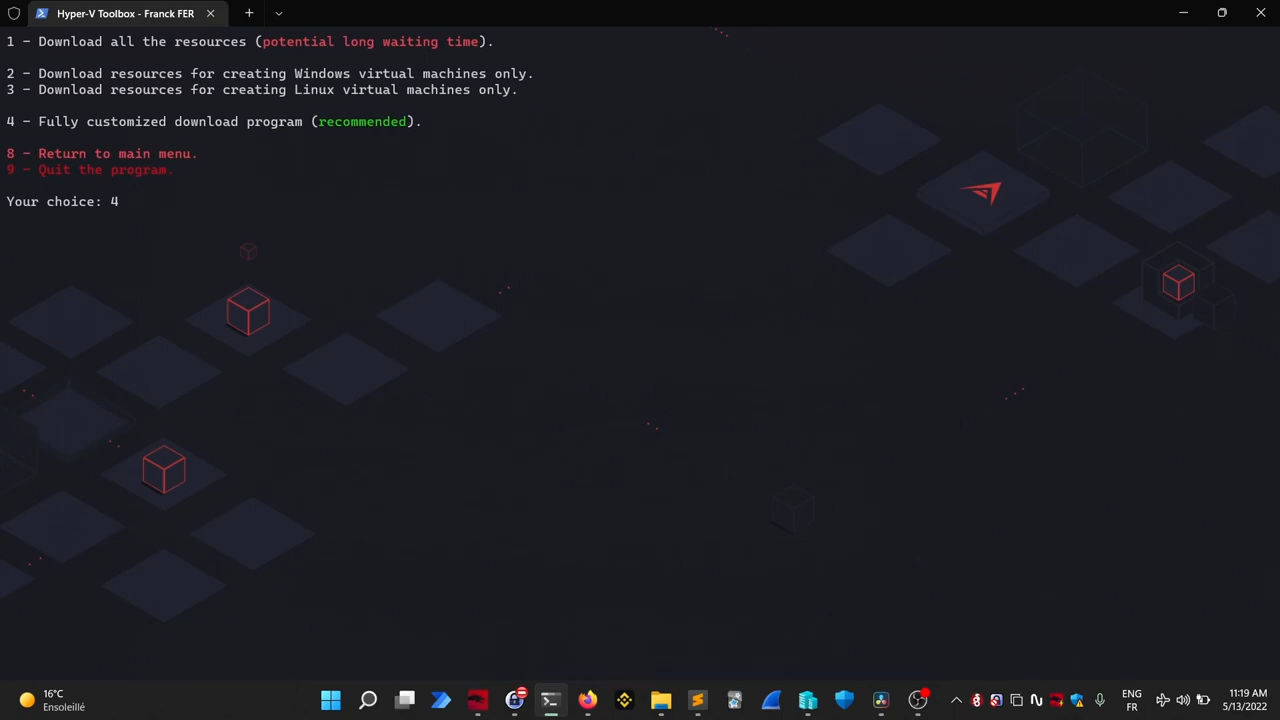 Hyper-V Toolbox - Franck FER
1 - Download all the resources (potential long waiting time).
2 - Download resources for creating Windows virtual machines only.
3 - Download resources for creating Linux virtual machines only.
4 - Fully customized download program (recommended).
8 - Return to main menu.
9 - Quit the program.
Your choice: 4
16°C
Ensoleillé
ENG
FR
11:19 AM
5/13/2022